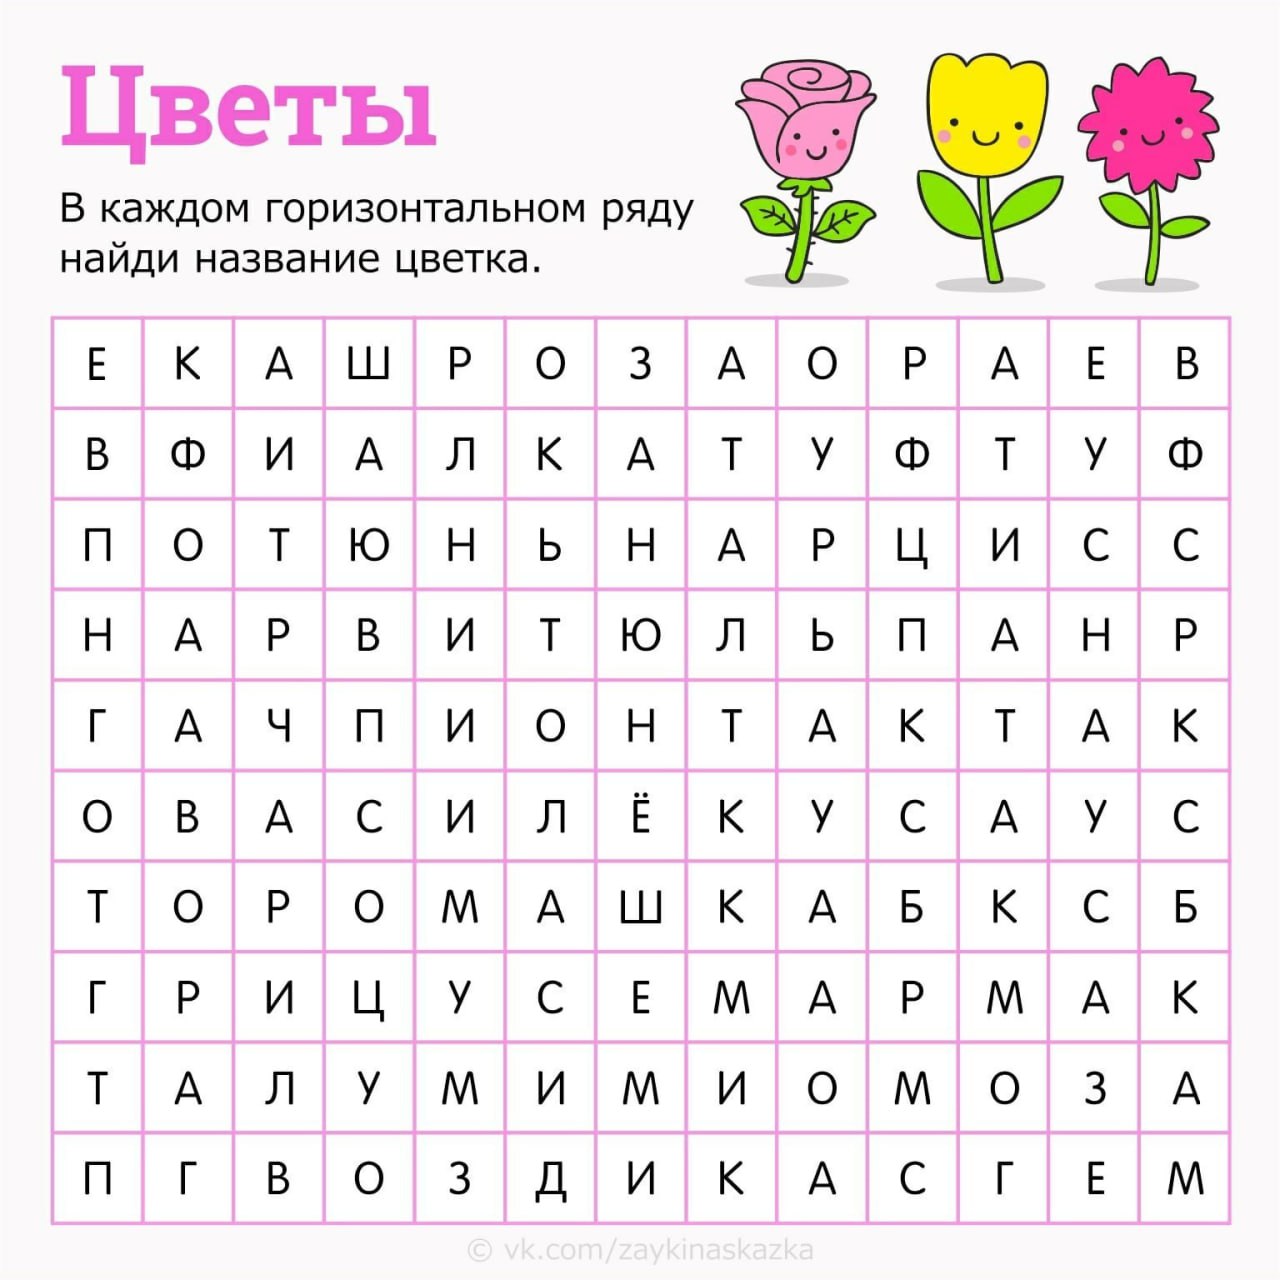 Цветы
В каждом горизонтальном ряду
найди название цветка.
Е К А Ш Р О З А О Р А Е В
В Ф И А Л К А Т У Ф Т У Ф
П О Т Ю Н Ь Н А Р Ц И С С
Н А Р В И Т Ю Л Ь П А Н Р
Г А Ч П И О Н Т А К Т А К
О В А С И Л Ё К У С А У С
Т О Р О М А Ш К А Б К С Б
Г Р И Ц У С Е М А Р М А К
Т А Л У М И М И О М О З А
П Г В О З Д И К А С Г Е М
© vk.com/zaykinaskazka